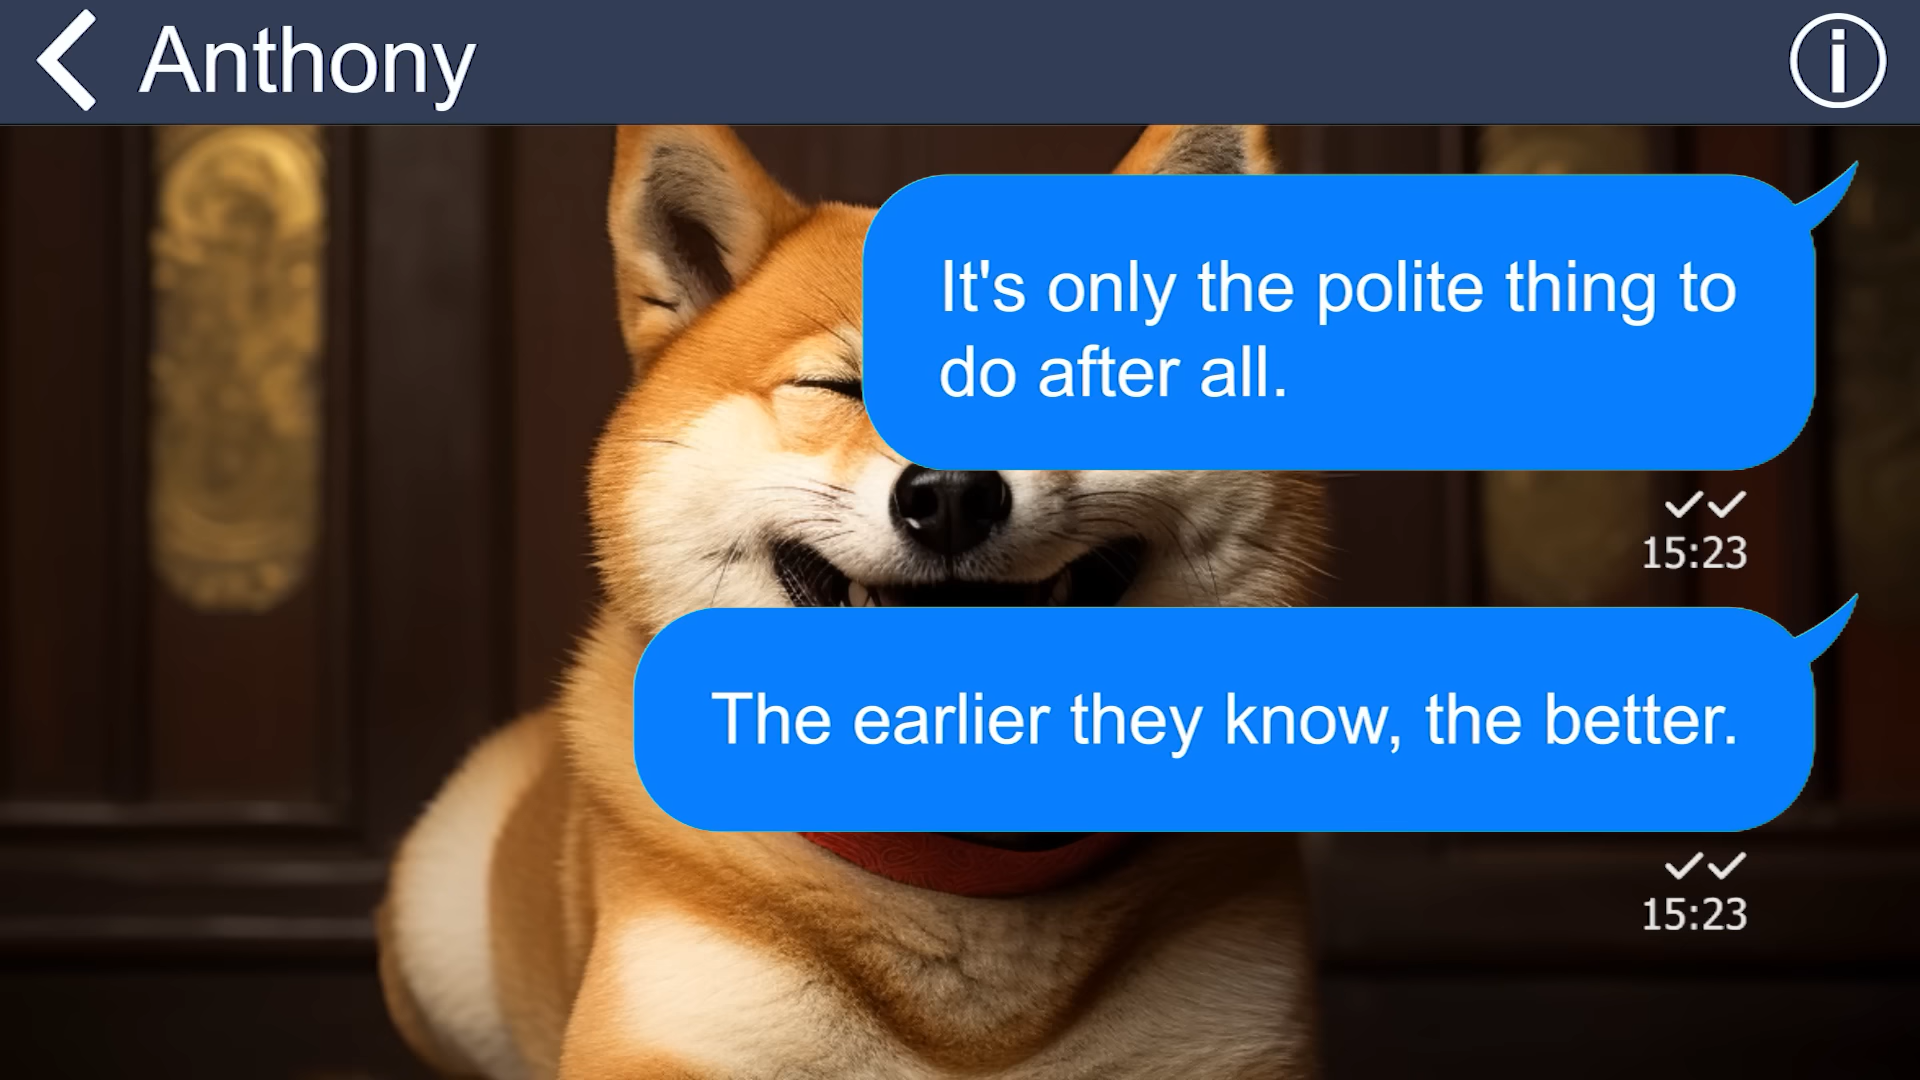 Anthony
It's only the polite thing to
do after all.
15:23
The earlier they know, the better.
15:23